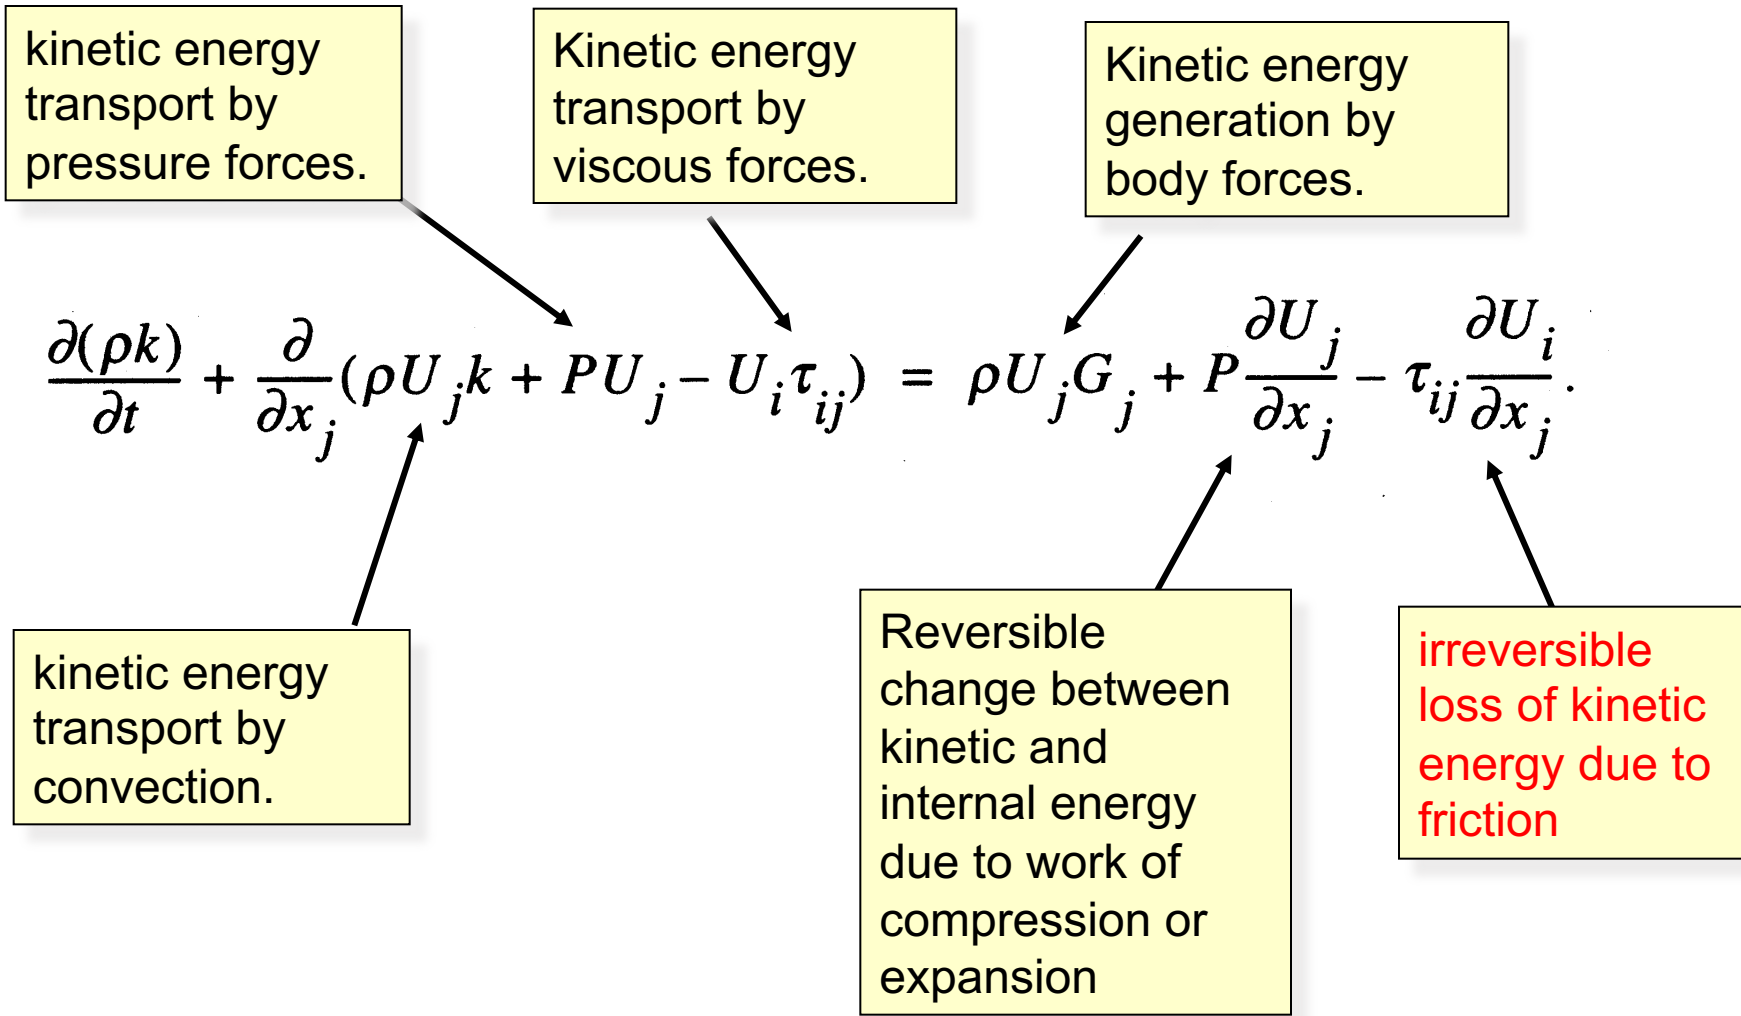 kinetic energy
transport by
pressure forces.
Kinetic energy
transport by
viscous forces.
Kinetic energy
generation by
body forces.
∂(ρk)/∂t + ∂/∂x_j (ρU_j k + PU_j − U_i τ_ij) = ρU_j G_j + P ∂U_j/∂x_j − τ_ij ∂U_i/∂x_j.
kinetic energy
transport by
convection.
Reversible
change between
kinetic and
internal energy
due to work of
compression or
expansion
irreversible
loss of kinetic
energy due to
friction